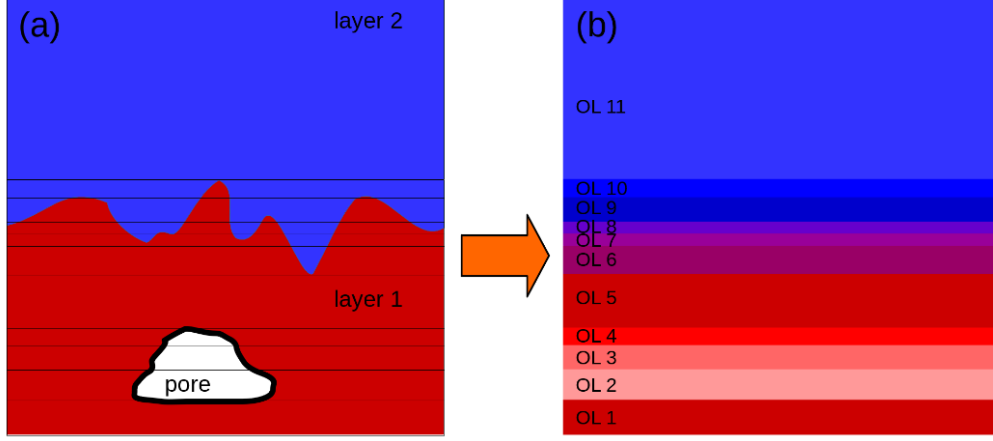 (a)
layer 2
layer 1
pore
(b)
OL 11
OL 10
OL 9
OL 8
OL 7
OL 6
OL 5
OL 4
OL 3
OL 2
OL 1